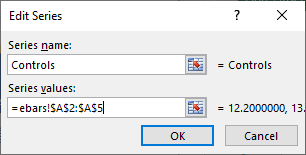 Edit Series
? ×
Series name:
Controls = Controls
Series values:
=ebars!$A$2:$A$5 = 12.2000000, 13.
OK Cancel